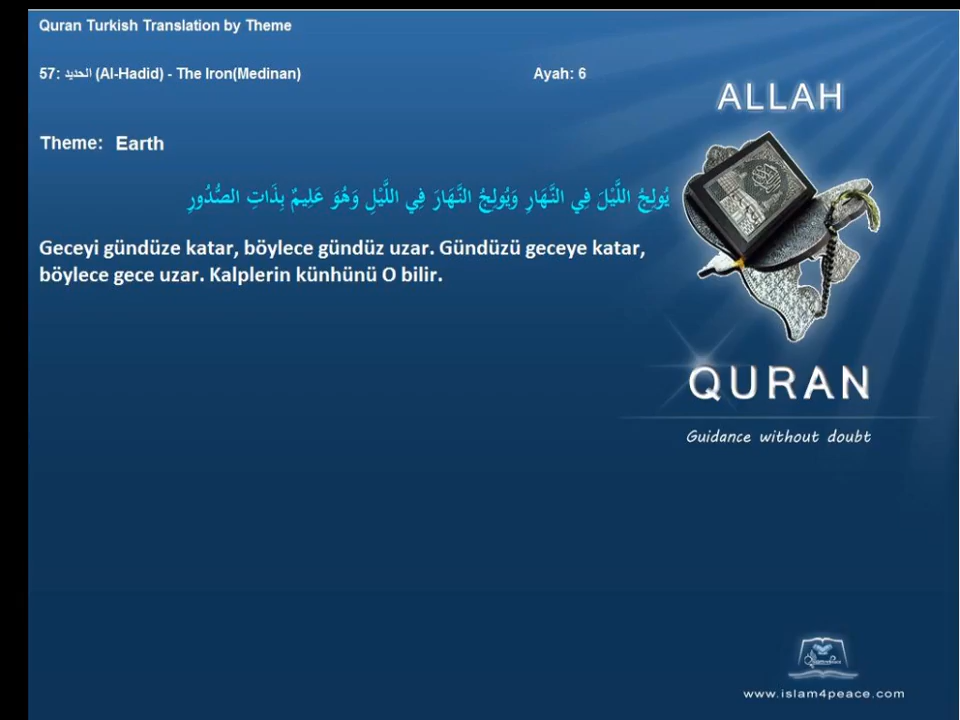 Quran Turkish Translation by Theme
57: الحديد (Al-Hadid) - The Iron(Medinan)
Ayah: 6
Theme: Earth
يُولِجُ اللَّيْلَ فِي النَّهَارِ وَيُولِجُ النَّهَارَ فِي اللَّيْلِ وَهُوَ عَلِيمٌ بِذَاتِ الصُّدُورِ
Geceyi gündüze katar, böylece gündüz uzar. Gündüzü geceye katar,
böylece gece uzar. Kalplerin künhünü O bilir.
ALLAH
QURAN
Guidance without doubt
www.islam4peace.com